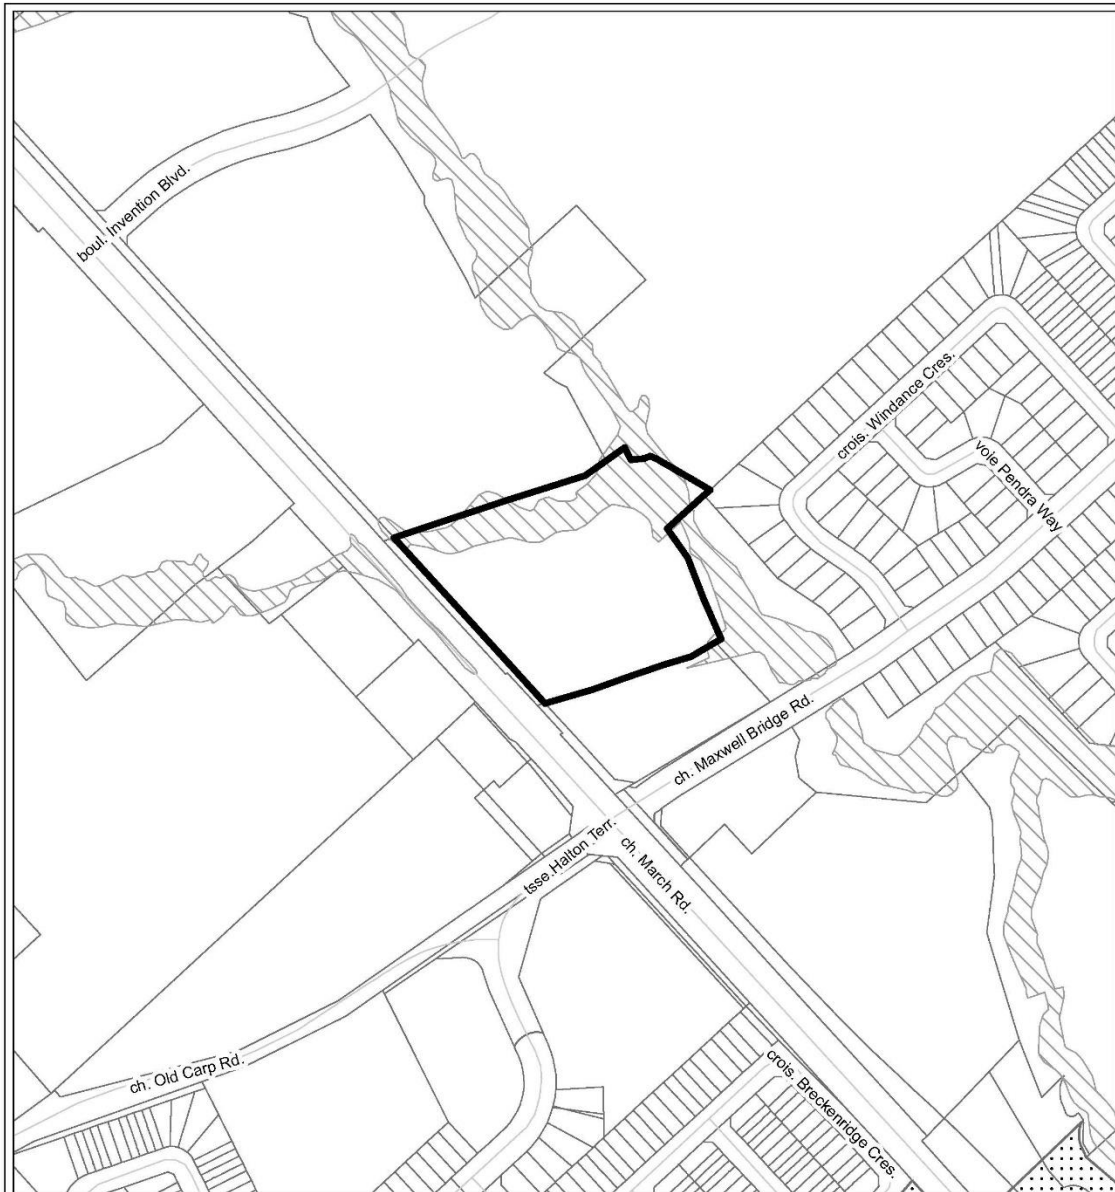 boul. Invention Blvd.
crois. Windance Cres.
voie Pendra Way
ch. Maxwell Bridge Rd.
tsse Halton Terr.
ch. March Rd.
ch. Old Carp Rd.
crois. Breckenridge Cres.